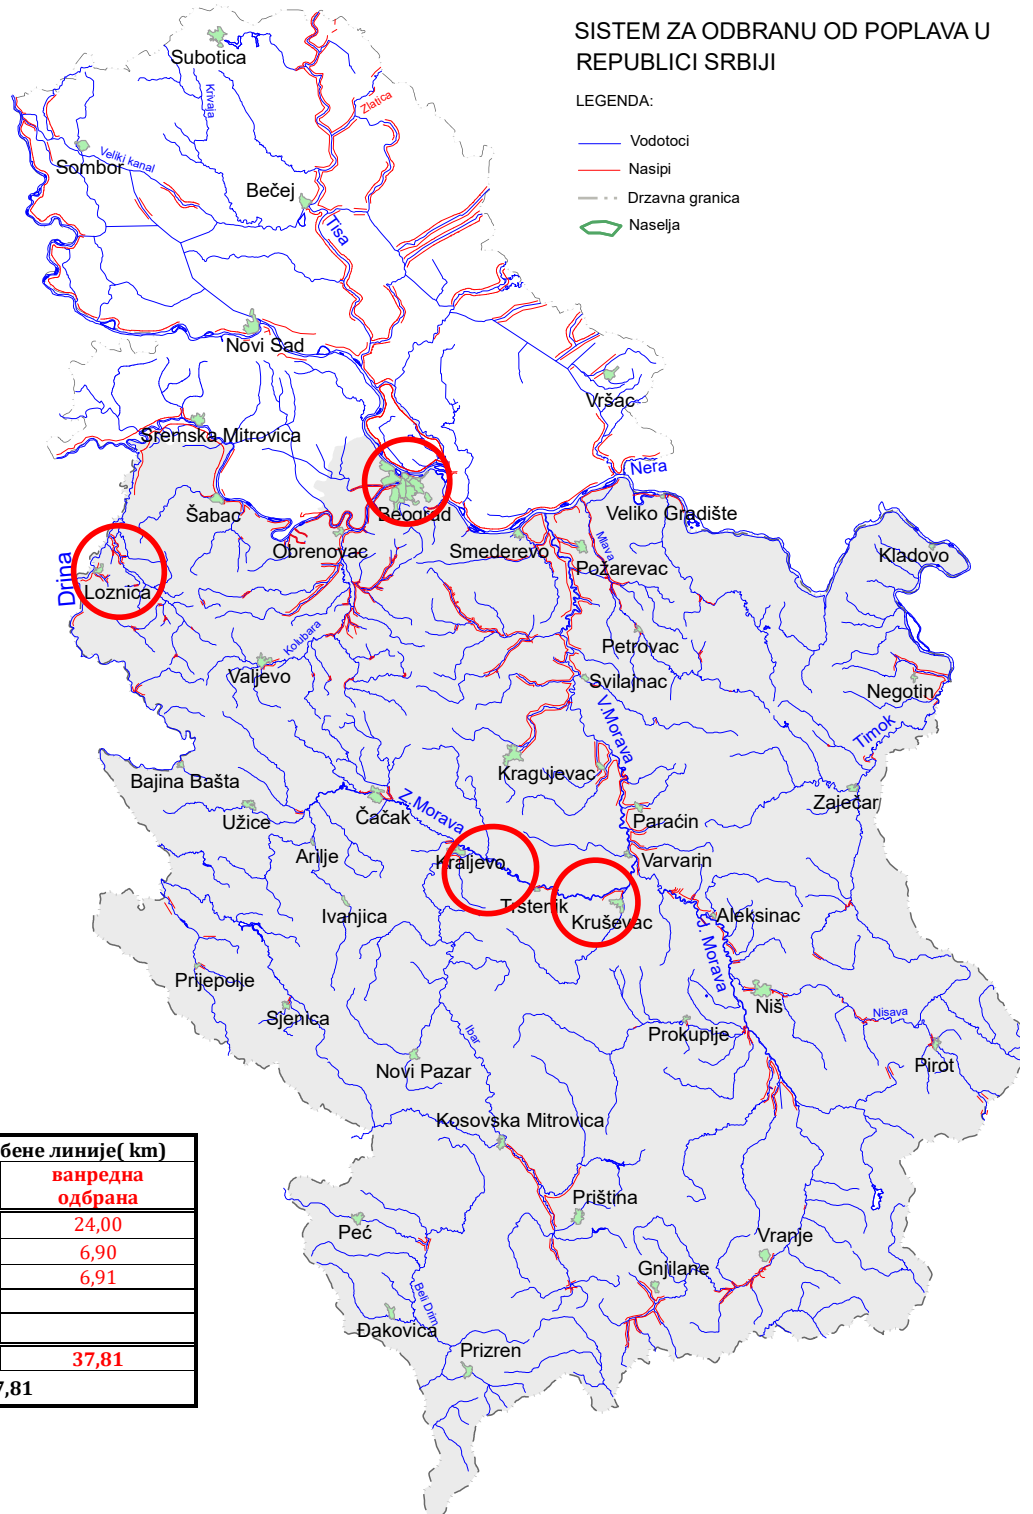 SISTEM ZA ODBRANU OD POPLAVA U
REPUBLICI SRBIJI
LEGENDA:
Vodotoci
Nasipi
Drzavna granica
Naselja
Subotica
Krivaja
Zlatica
Sombor
Veliki kanal
Bečej
Tisa
Novi Sad
Vršac
Sremska Mitrovica
Nera
Šabac
Beograd
Veliko Gradište
Obrenovac
Smederevo
Mlava
Kladovo
Požarevac
Drina
Loznica
Kolubara
Petrovac
Valjevo
Svilajnac
Negotin
V.Morava
Timok
Bajina Bašta
Kragujevac
Zaječar
Užice
Čačak
Z.Morava
Paraćin
Arilje
Kraljevo
Varvarin
Ivanjica
Trstenik
Kruševac
Aleksinac
J. Morava
Prijepolje
Sjenica
Niš
Nisava
Ibar
Prokuplje
Pirot
Novi Pazar
Kosovska Mitrovica
Priština
Peć
Vranje
Gnjilane
Beli Drim
Đakovica
Prizren
бене линије( km)
ванредна
одбрана
24,00
6,90
6,91
37,81
7,81